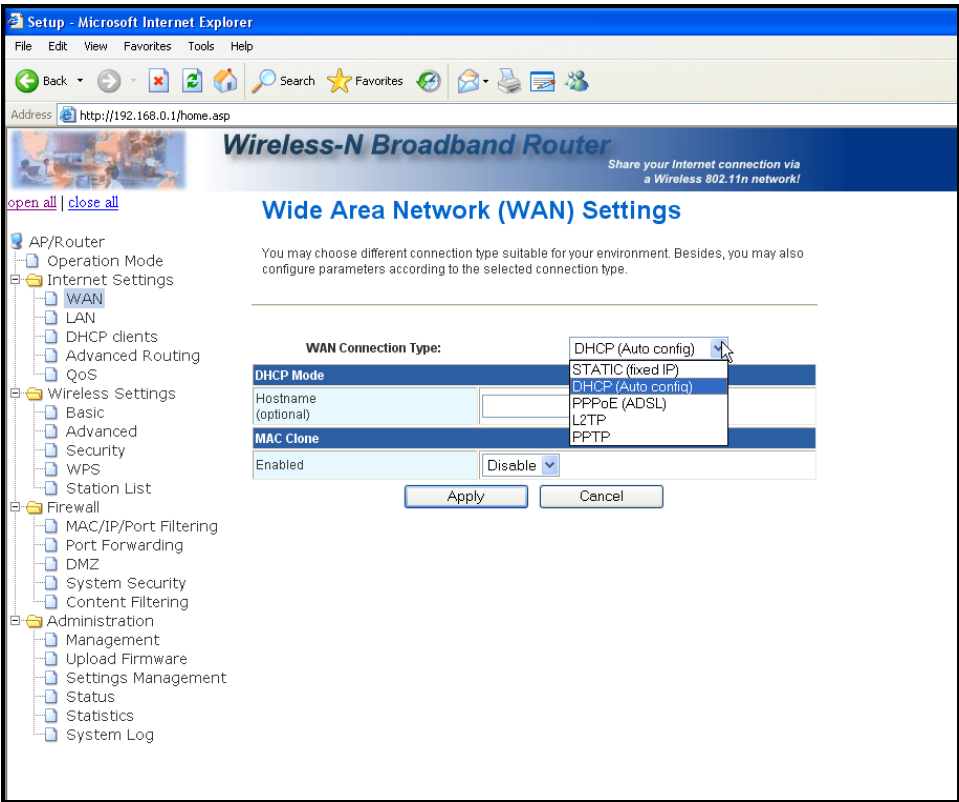 Setup - Microsoft Internet Explorer
File Edit View Favorites Tools Help
Back Search Favorites
Address http://192.168.0.1/home.asp
Wireless-N Broadband Router
Share your Internet connection via
a Wireless 802.11n network!
open all | close all
AP/Router
Operation Mode
Internet Settings
WAN
LAN
DHCP clients
Advanced Routing
QoS
Wireless Settings
Basic
Advanced
Security
WPS
Station List
Firewall
MAC/IP/Port Filtering
Port Forwarding
DMZ
System Security
Content Filtering
Administration
Management
Upload Firmware
Settings Management
Status
Statistics
System Log
Wide Area Network (WAN) Settings
You may choose different connection type suitable for your environment. Besides, you may also
configure parameters according to the selected connection type.
WAN Connection Type: DHCP (Auto config)
STATIC (fixed IP)
DHCP (Auto config)
PPPoE (ADSL)
L2TP
PPTP
DHCP Mode
Hostname
(optional)
MAC Clone
Enabled Disable
Apply Cancel